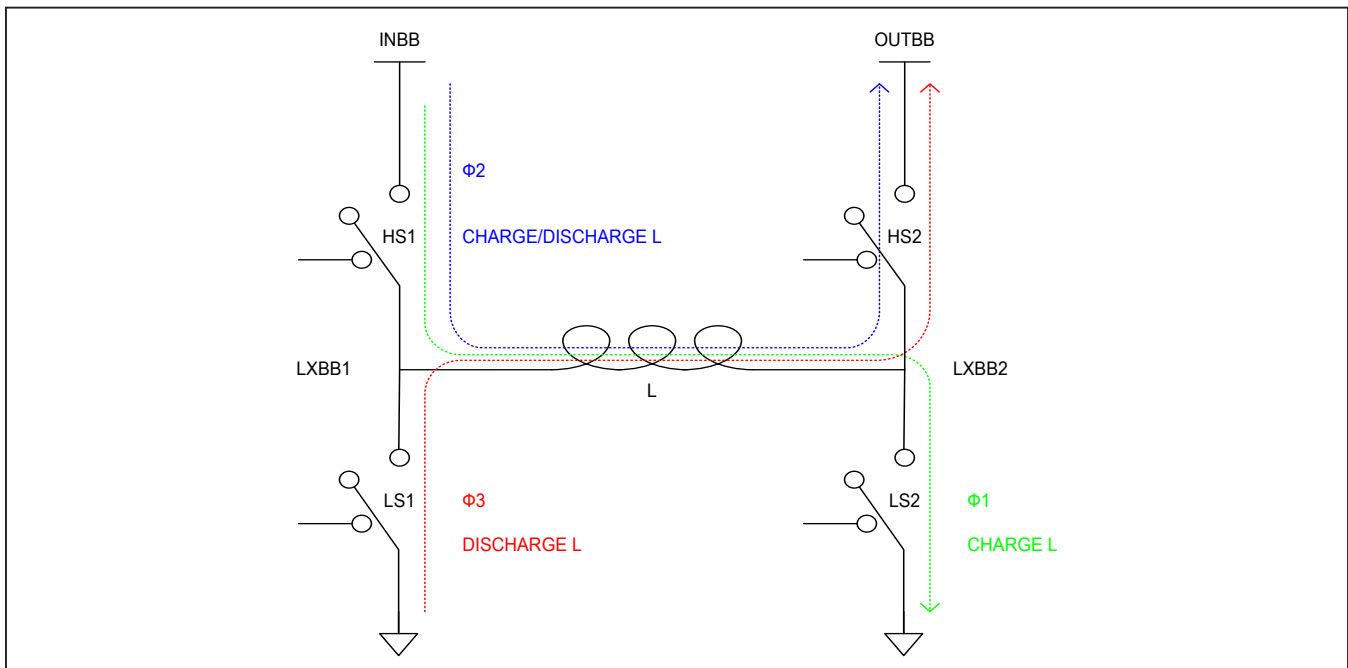 INBB
OUTBB
Φ2
HS1
CHARGE/DISCHARGE L
HS2
LXBB1
LXBB2
L
LS1
Φ3
LS2
Φ1
DISCHARGE L
CHARGE L